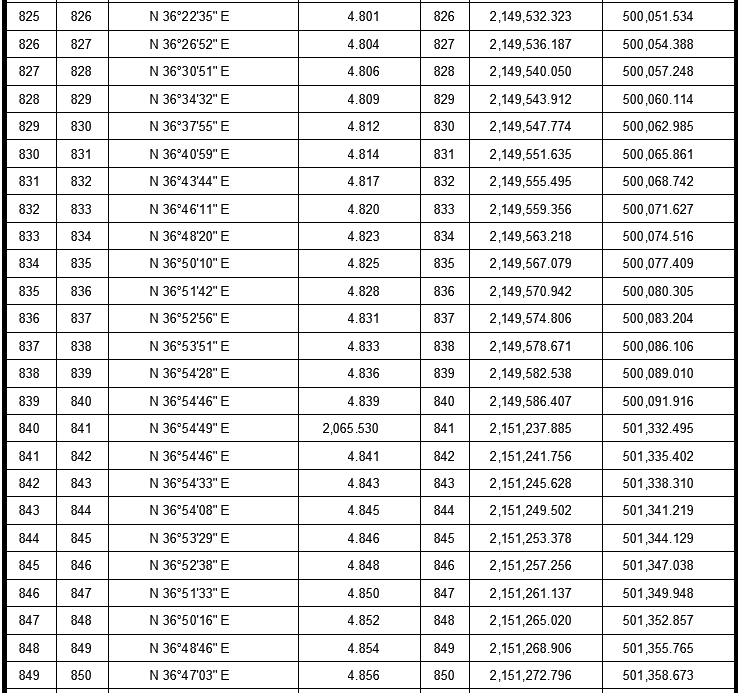 825 826 N 36°22'35" E 4.801 826 2,149,532.323 500,051.534
826 827 N 36°26'52" E 4.804 827 2,149,536.187 500,054.388
827 828 N 36°30'51" E 4.806 828 2,149,540.050 500,057.248
828 829 N 36°34'32" E 4.809 829 2,149,543.912 500,060.114
829 830 N 36°37'55" E 4.812 830 2,149,547.774 500,062.985
830 831 N 36°40'59" E 4.814 831 2,149,551.635 500,065.861
831 832 N 36°43'44" E 4.817 832 2,149,555.495 500,068.742
832 833 N 36°46'11" E 4.820 833 2,149,559.356 500,071.627
833 834 N 36°48'20" E 4.823 834 2,149,563.218 500,074.516
834 835 N 36°50'10" E 4.825 835 2,149,567.079 500,077.409
835 836 N 36°51'42" E 4.828 836 2,149,570.942 500,080.305
836 837 N 36°52'56" E 4.831 837 2,149,574.806 500,083.204
837 838 N 36°53'51" E 4.833 838 2,149,578.671 500,086.106
838 839 N 36°54'28" E 4.836 839 2,149,582.538 500,089.010
839 840 N 36°54'46" E 4.839 840 2,149,586.407 500,091.916
840 841 N 36°54'49" E 2,065.530 841 2,151,237.885 501,332.495
841 842 N 36°54'46" E 4.841 842 2,151,241.756 501,335.402
842 843 N 36°54'33" E 4.843 843 2,151,245.628 501,338.310
843 844 N 36°54'08" E 4.845 844 2,151,249.502 501,341.219
844 845 N 36°53'29" E 4.846 845 2,151,253.378 501,344.129
845 846 N 36°52'38" E 4.848 846 2,151,257.256 501,347.038
846 847 N 36°51'33" E 4.850 847 2,151,261.137 501,349.948
847 848 N 36°50'16" E 4.852 848 2,151,265.020 501,352.857
848 849 N 36°48'46" E 4.854 849 2,151,268.906 501,355.765
849 850 N 36°47'03" E 4.856 850 2,151,272.796 501,358.673